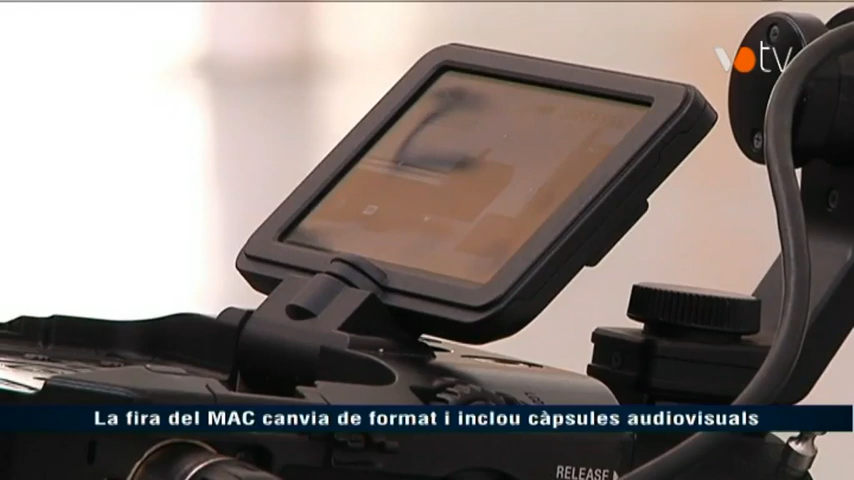 votv
La fira del MAC canvia de format i inclou càpsules audiovisuals
RELEASE